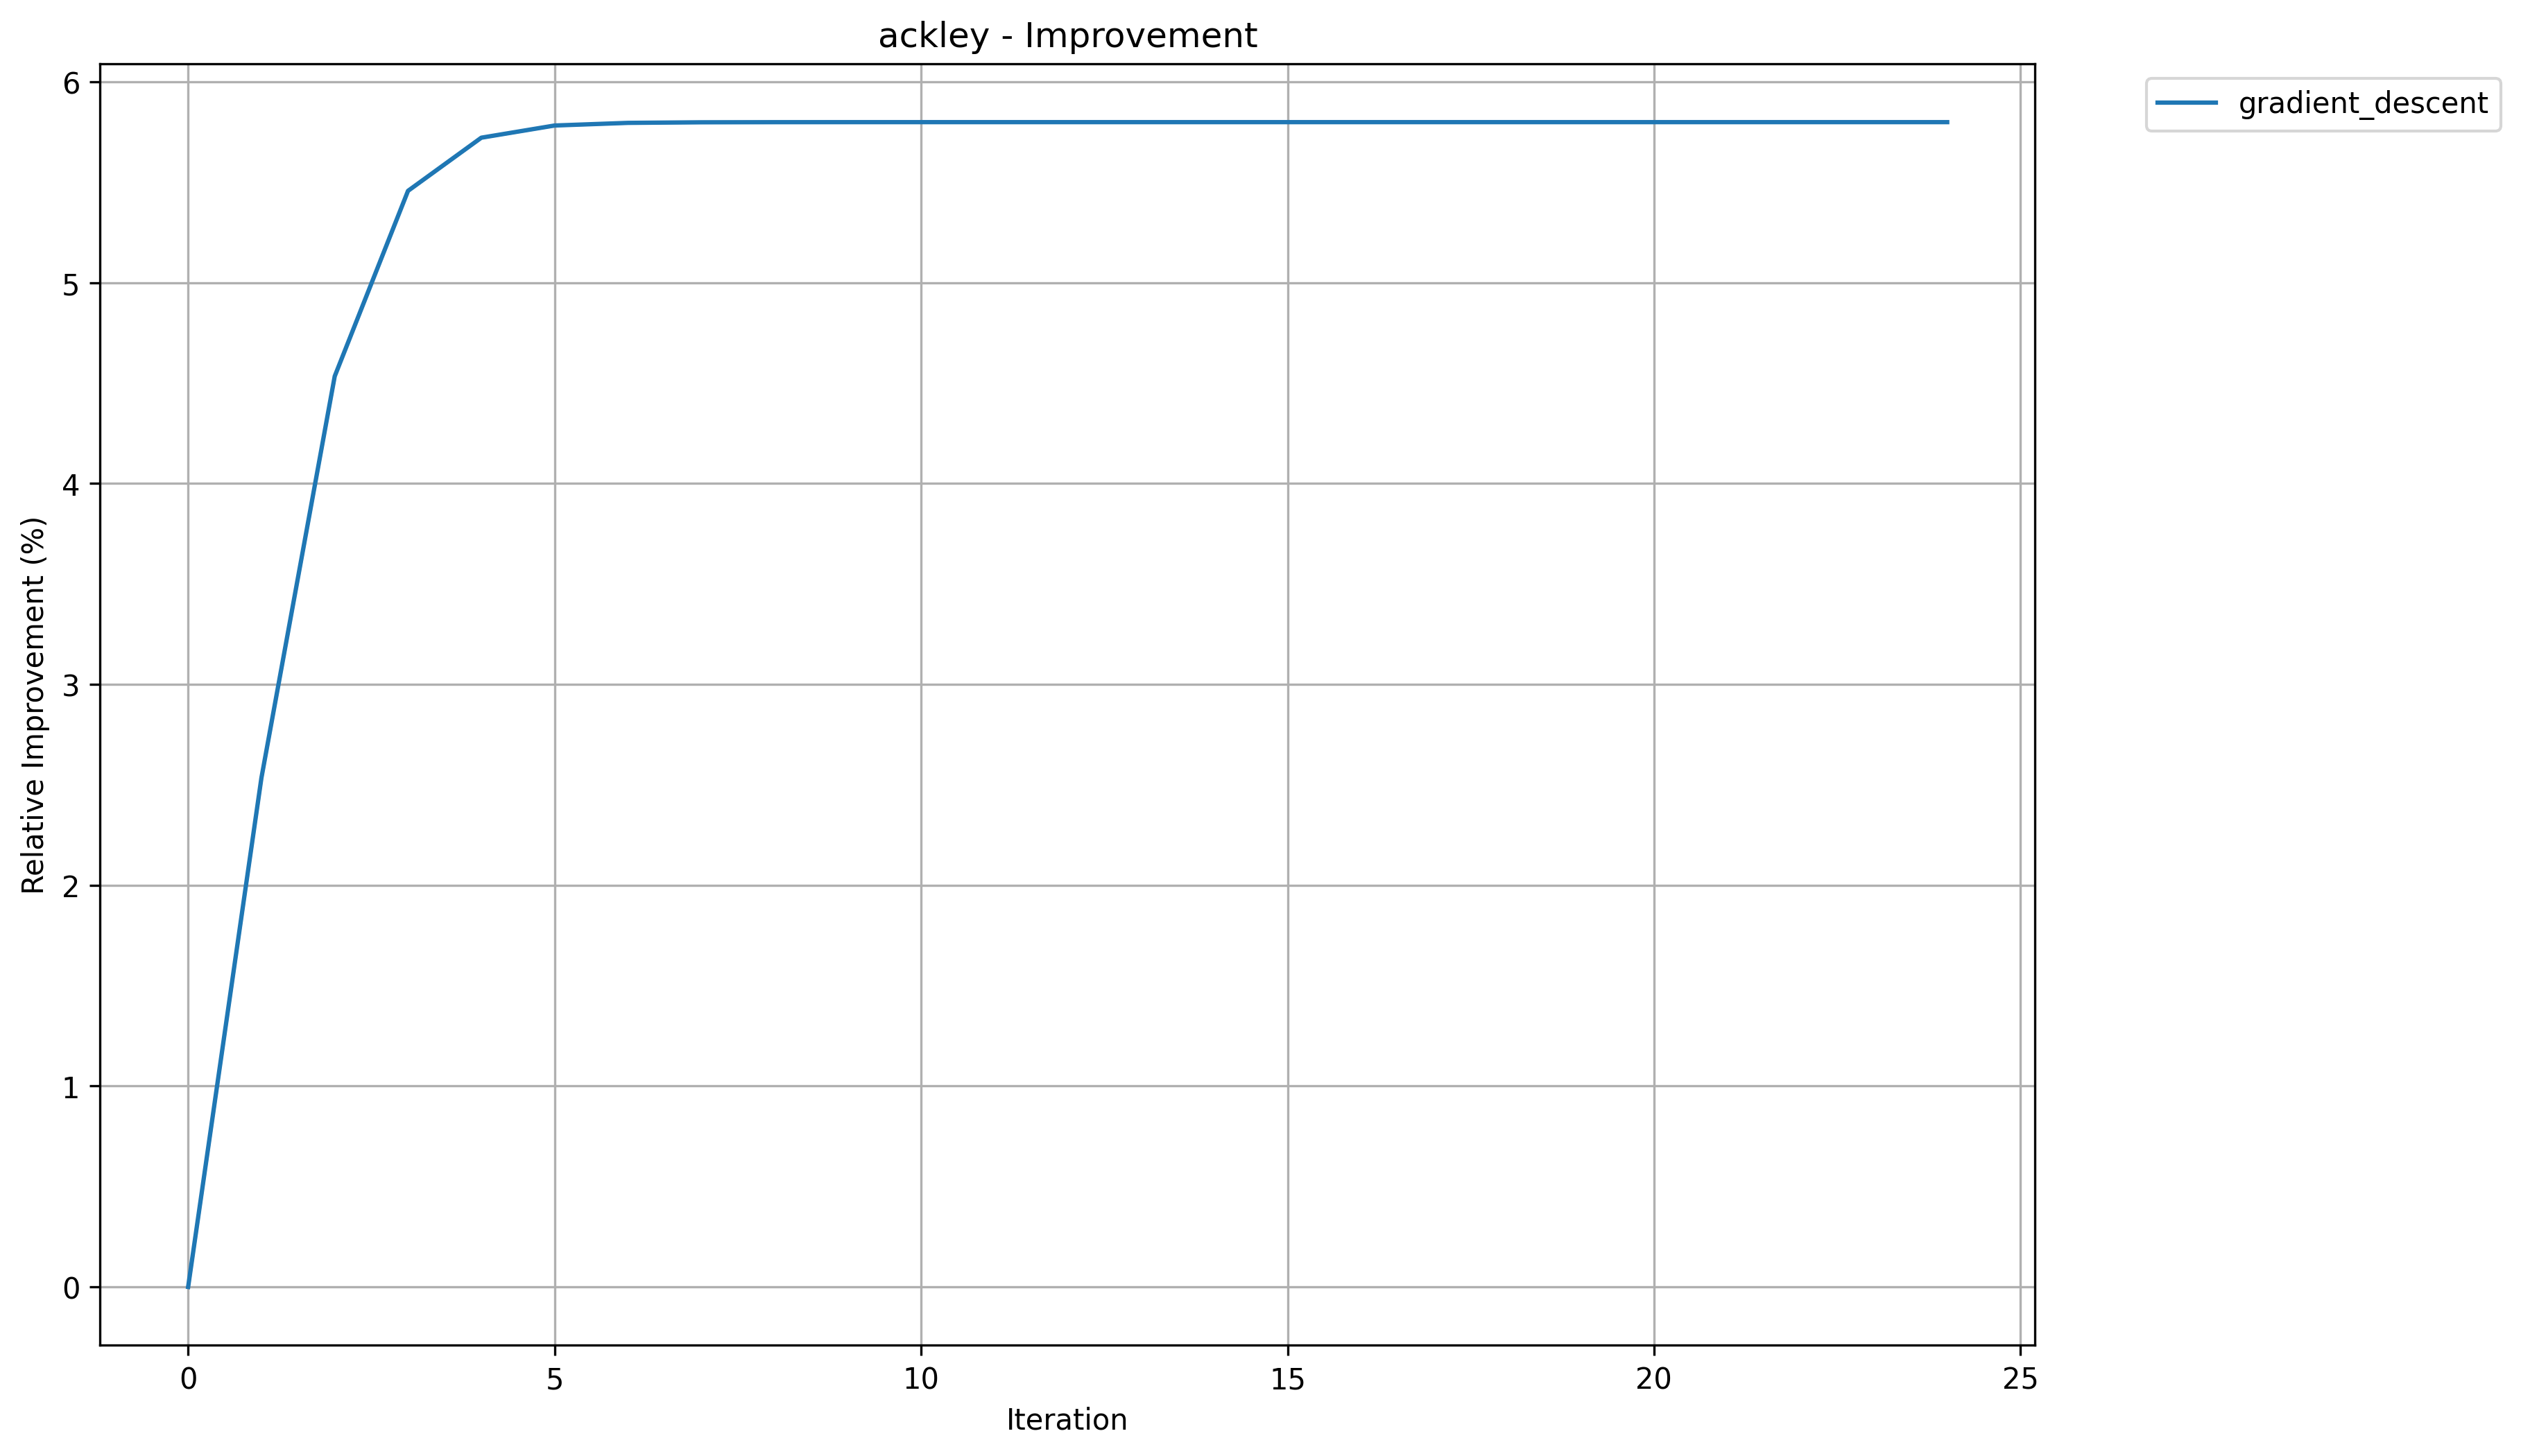 ackley - Improvement
gradient_descent
Relative Improvement (%)
6
5
4
3
2
1
0
0 5 10 15 20 25
Iteration